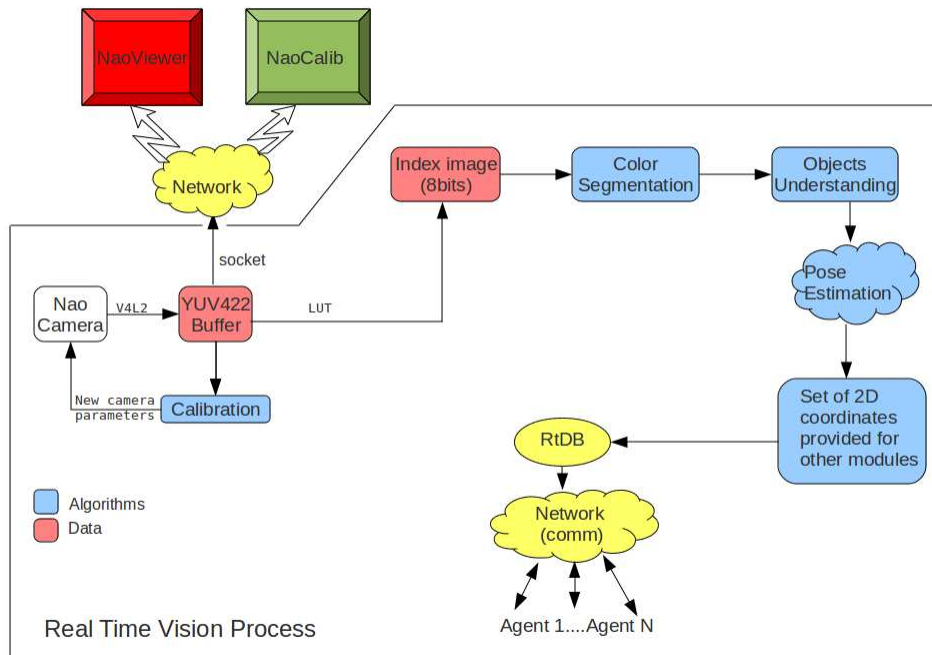 NaoViewer
NaoCalib
Network
Index image
(8bits)
Color
Segmentation
Objects
Understanding
socket
Pose
Estimation
Nao
Camera
V4L2
YUV422
Buffer
LUT
New camera
parameters
Calibration
Set of 2D
coordinates
provided for
other modules
RtDB
Network
(comm)
Algorithms
Data
Agent 1....Agent N
Real Time Vision Process